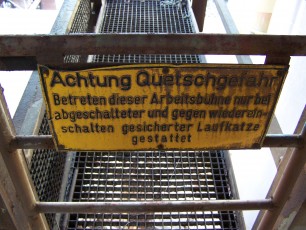 Achtung Quetschgefahr
Betreten dieser Arbeitsbühne nur bei
abgeschalteter und gegen wiederein-
schalten gesicherter Laufkatze
gestattet